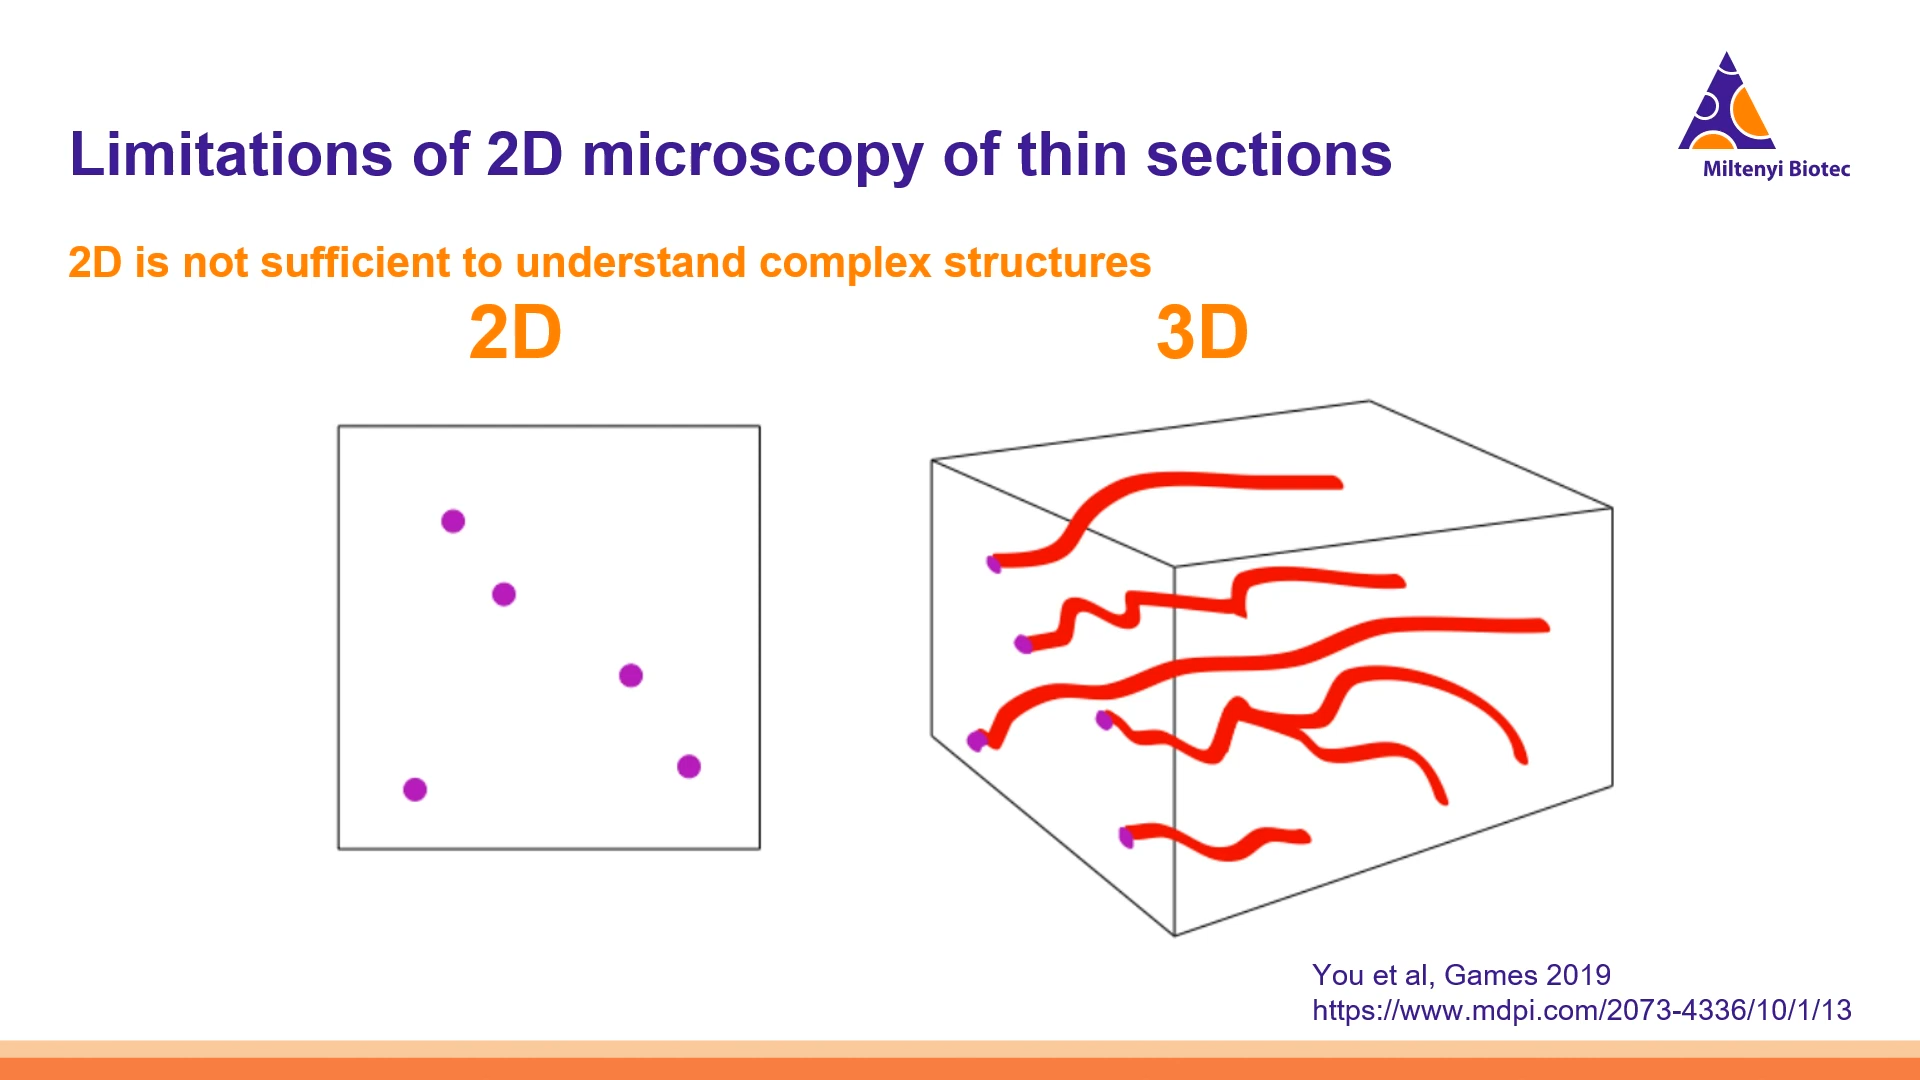 Limitations of 2D microscopy of thin sections
Miltenyi Biotec
2D is not sufficient to understand complex structures
2D
3D
You et al, Games 2019
https://www.mdpi.com/2073-4336/10/1/13